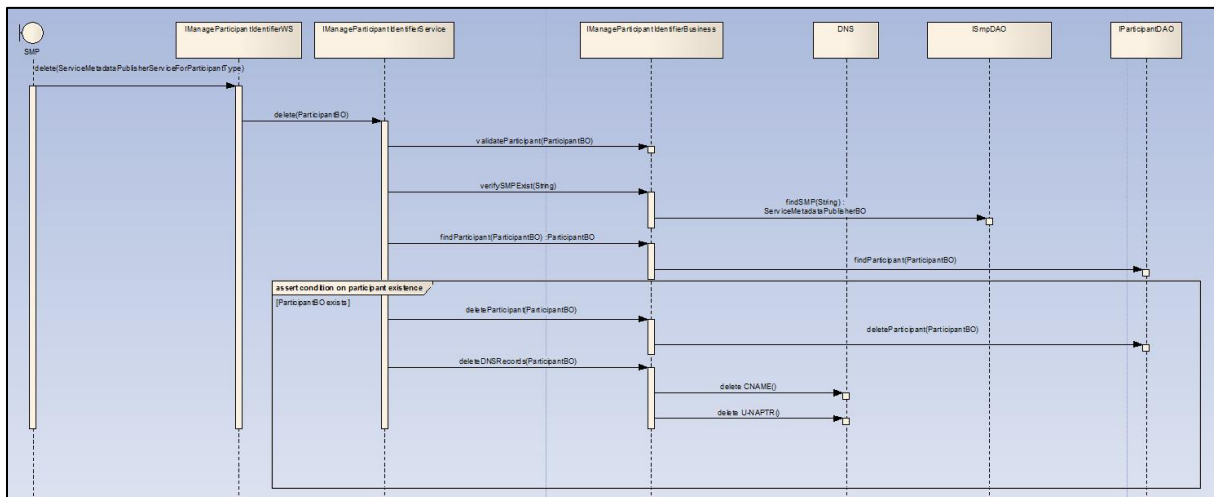 SMP
IManageParticipantIdentifierWS
IManageParticipantIdentifierService
IManageParticipantIdentifierBusiness
DNS
ISmpDAO
IParticipantDAO
delete(ServiceMetadataPublisherServiceForParticipantType)
delete(ParticipantBO)
validateParticipant(ParticipantBO)
verifySMPExist(String)
findSMP(String) :
ServiceMetadataPublisherBO
findParticipant(ParticipantBO) :ParticipantBO
findParticipant(ParticipantBO)
assert condition on participant existence
[ParticipantBO exists]
deleteParticipant(ParticipantBO)
deleteParticipant(ParticipantBO)
deleteDNSRecords(ParticipantBO)
delete CNAME()
delete U-NAPTR()